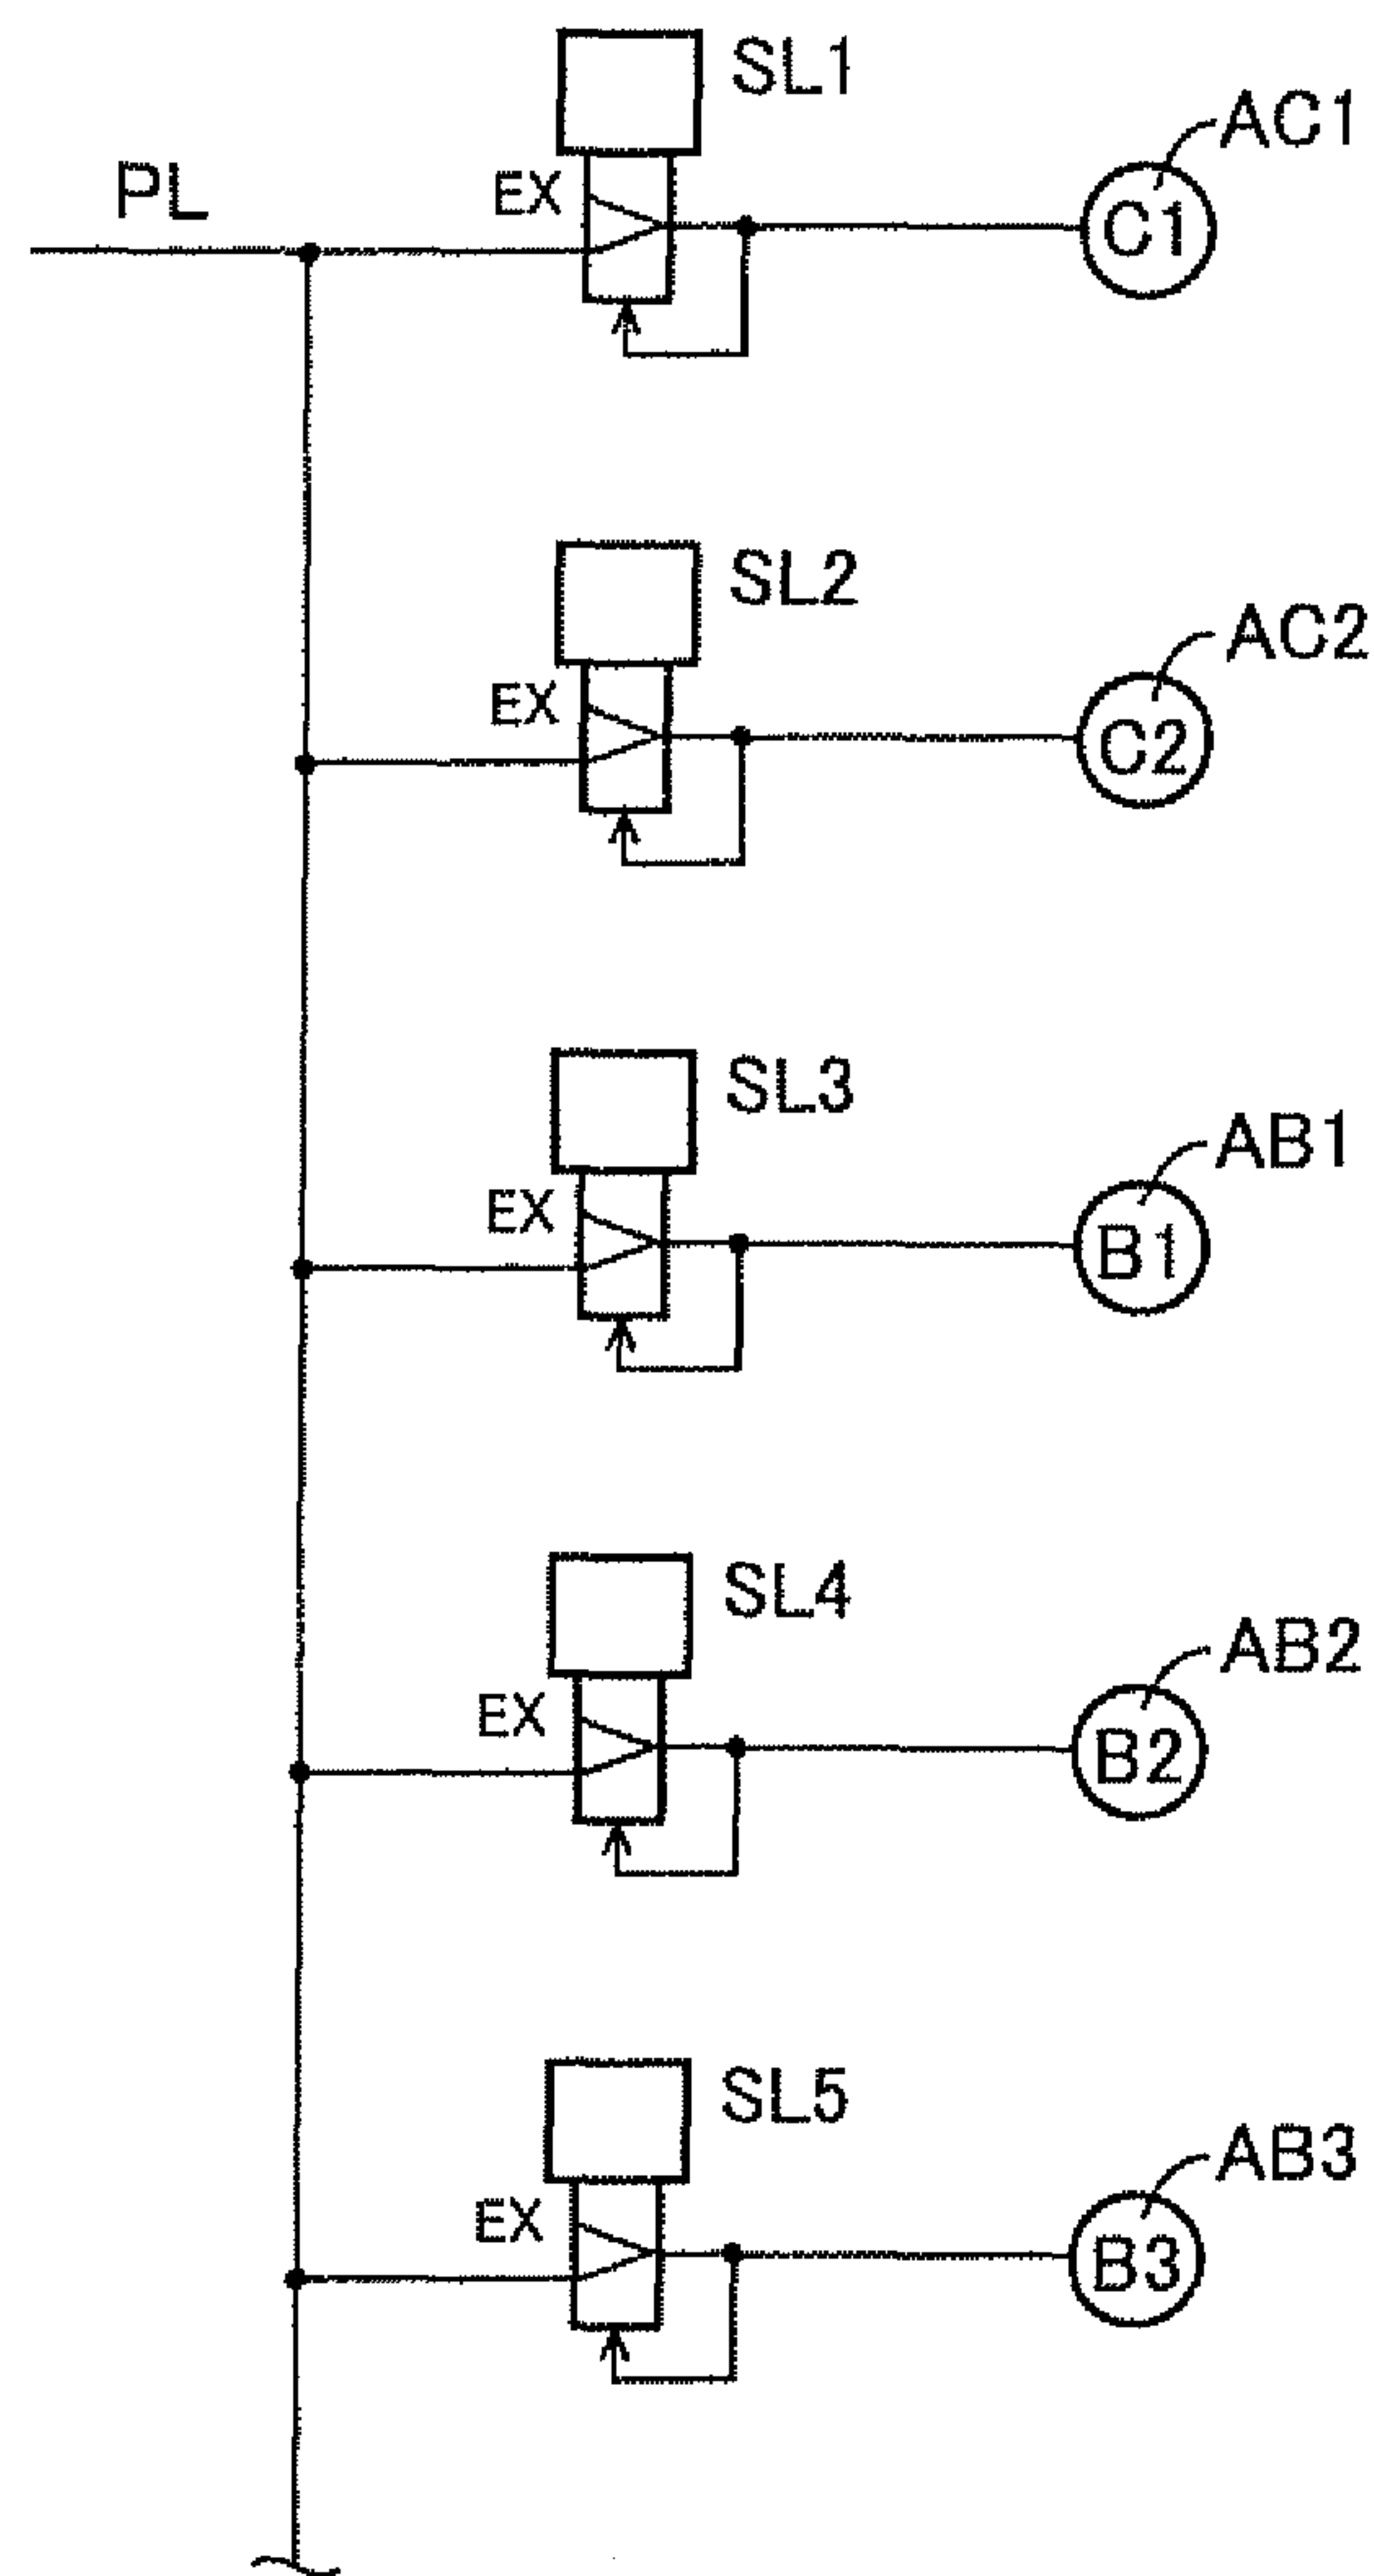 SL1
AC1
PL
EX
C1
SL2
AC2
EX
C2
SL3
AB1
EX
B1
SL4
AB2
EX
B2
SL5
AB3
EX
B3